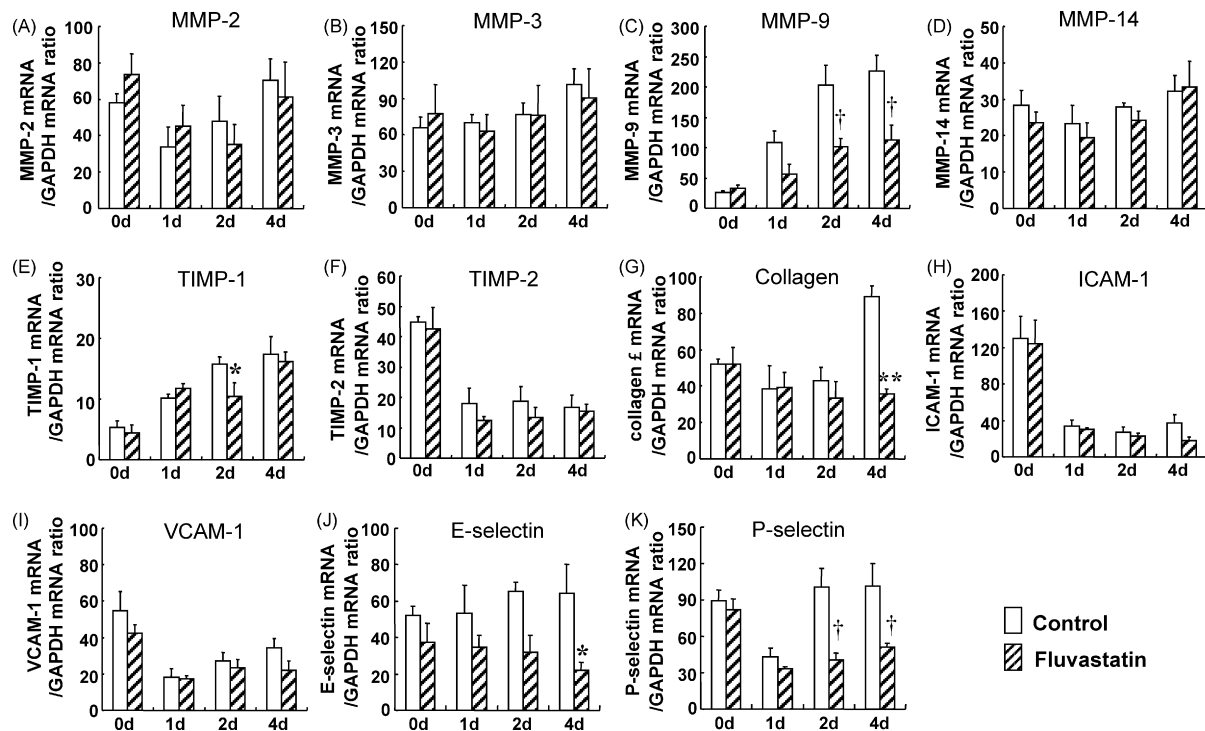 (A) MMP-2
MMP-2 mRNA
/GAPDH mRNA ratio
100
80
60
40
20
0
0d 1d 2d 4d
(B) MMP-3
MMP-3 mRNA
/GAPDH mRNA ratio
150
120
90
60
30
0
0d 1d 2d 4d
(C) MMP-9
MMP-9 mRNA
/GAPDH mRNA ratio
300
250
200
150
100
50
0
† †
0d 1d 2d 4d
(D) MMP-14
MMP-14 mRNA
/GAPDH mRNA ratio
50
40
30
20
10
0
0d 1d 2d 4d
(E) TIMP-1
TIMP-1 mRNA
/GAPDH mRNA ratio
30
20
10
0
*
0d 1d 2d 4d
(F) TIMP-2
TIMP-2 mRNA
/GAPDH mRNA ratio
60
50
40
30
20
10
0
0d 1d 2d 4d
(G) Collagen
collagen £ mRNA
/GAPDH mRNA ratio
100
80
60
40
20
0
**
0d 1d 2d 4d
(H) ICAM-1
ICAM-1 mRNA
/GAPDH mRNA ratio
200
160
120
80
40
0
0d 1d 2d 4d
(I) VCAM-1
VCAM-1 mRNA
/GAPDH mRNA ratio
100
80
60
40
20
0
0d 1d 2d 4d
(J) E-selectin
E-selectin mRNA
/GAPDH mRNA ratio
100
80
60
40
20
0
*
0d 1d 2d 4d
(K) P-selectin
P-selectin mRNA
/GAPDH mRNA ratio
150
120
90
60
30
0
† †
0d 1d 2d 4d
Control
Fluvastatin